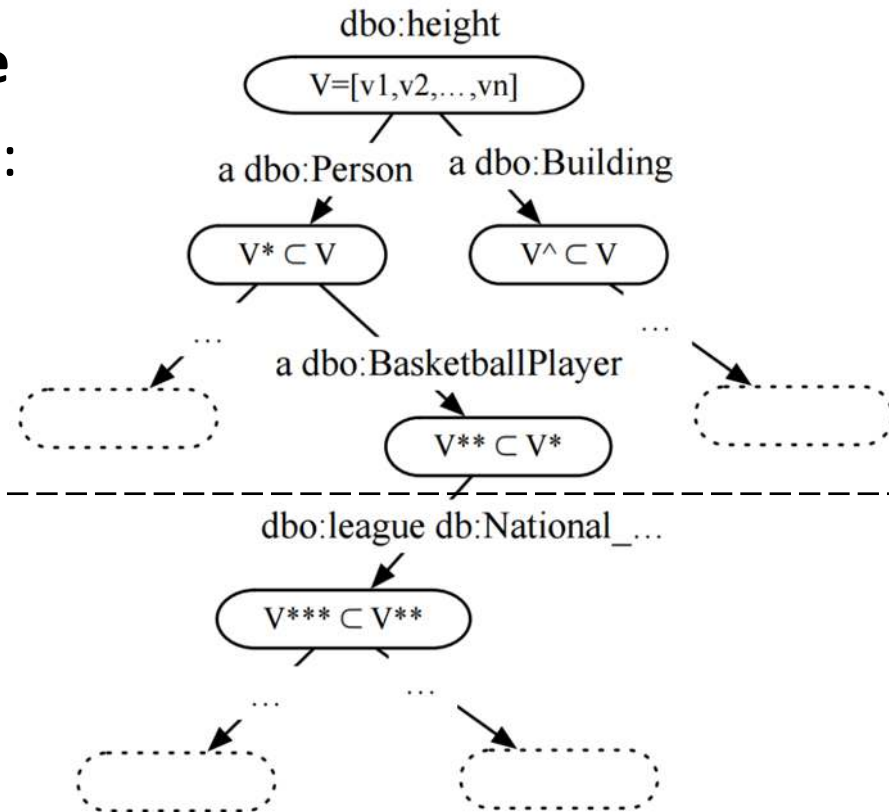 dbo:height
e
V=[v1,v2,...,vn]
:
a dbo:Person a dbo:Building
V* ⊂ V V^ ⊂ V
... ...
a dbo:BasketballPlayer
V** ⊂ V*
dbo:league db:National_...
V*** ⊂ V**
... ...